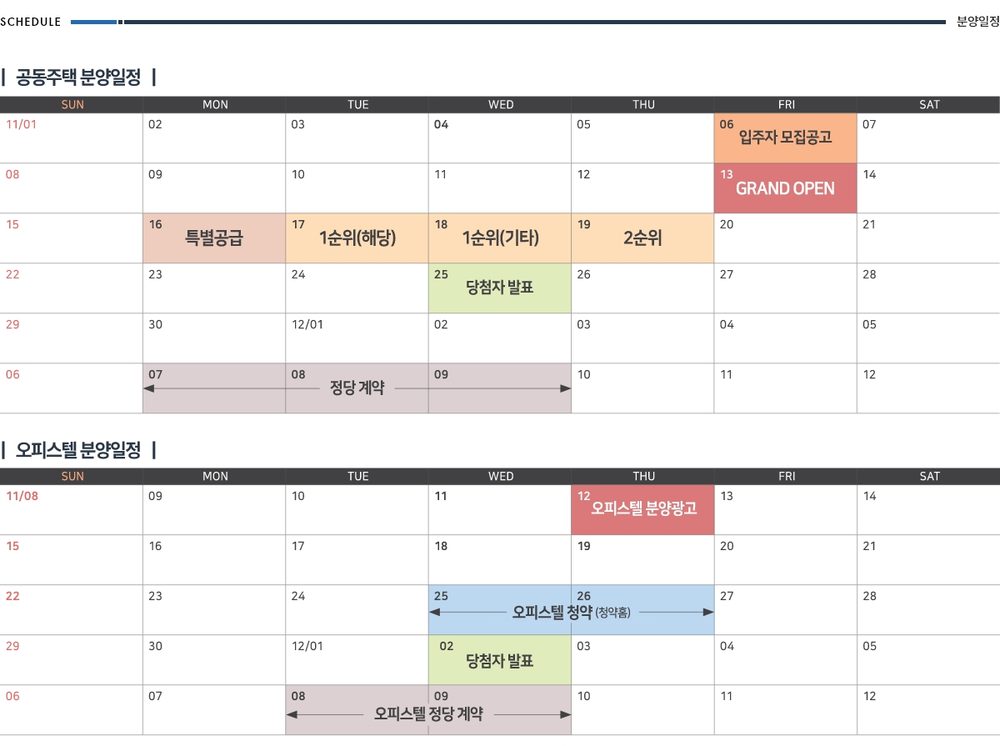 SCHEDULE 분양일정
| 공동주택 분양일정 |
SUN MON TUE WED THU FRI SAT
11/01 02 03 04 05 06 입주자 모집공고 07
08 09 10 11 12 13 GRAND OPEN 14
15 16 특별공급 17 1순위(해당) 18 1순위(기타) 19 2순위 20 21
22 23 24 25 당첨자 발표 26 27 28
29 30 12/01 02 03 04 05
06 07 08 정당 계약 09 10 11 12
| 오피스텔 분양일정 |
SUN MON TUE WED THU FRI SAT
11/08 09 10 11 12 오피스텔 분양광고 13 14
15 16 17 18 19 20 21
22 23 24 25 26 오피스텔 청약 (청약홈) 27 28
29 30 12/01 02 당첨자 발표 03 04 05
06 07 08 09 오피스텔 정당 계약 10 11 12